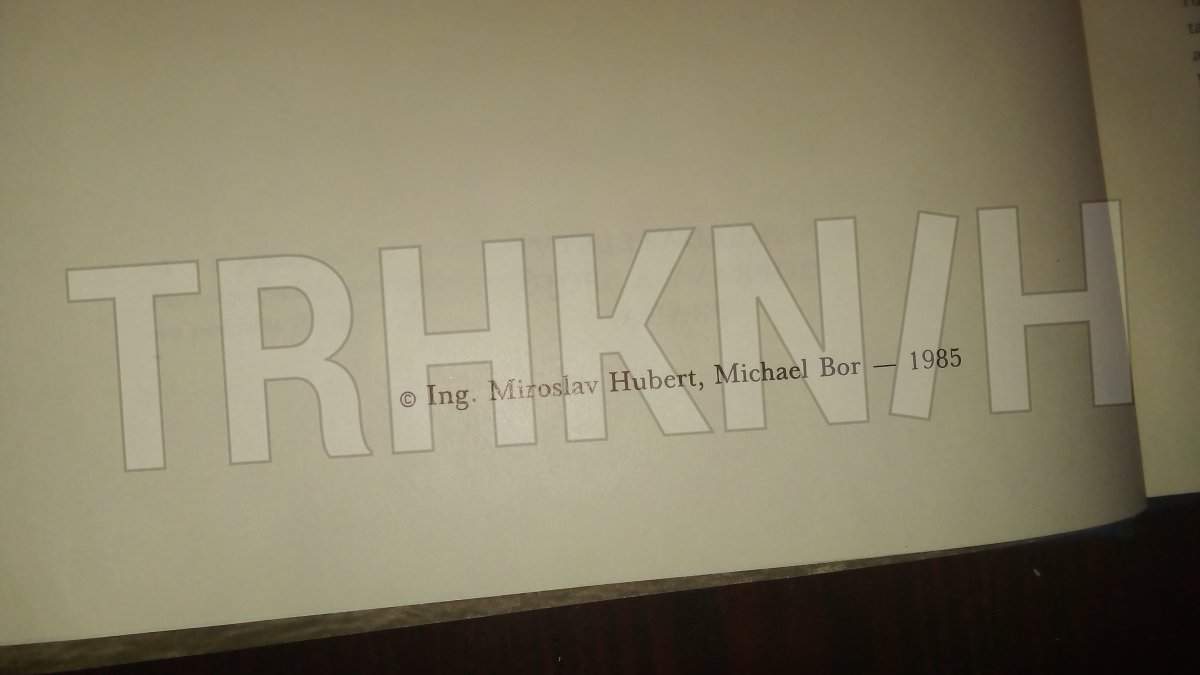 TRHKN/H
© Ing. Miroslav Hubert, Michael Bor — 1985